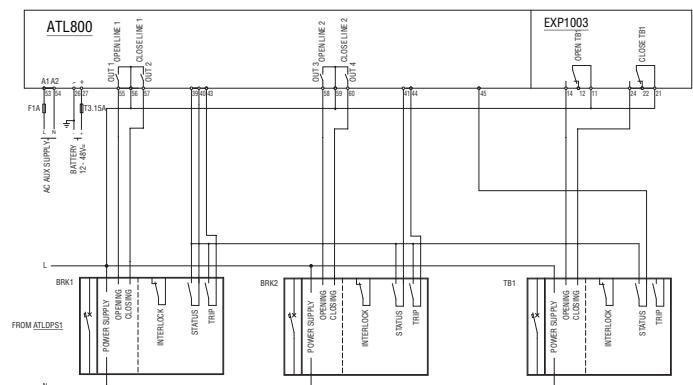 ATL800
EXP1003
OUT 1
OPEN LINE 1
CLOSE LINE 1
OUT 2
OUT 3
OPEN LINE 2
CLOSE LINE 2
OUT 4
OPEN TB1
CLOSE TB1
A1 A2
- +
53 54 26 27 55 56 57 39 40 43 58 59 60 41 44 45 14 12 11 24 22 21
F1A
T3.15A
L N - +
AC AUX SUPPLY
BATTERY
12 - 48V=
L
BRK1
BRK2
TB1
FROM ATLDPS1
POWER SUPPLY
OPENING
CLOSING
INTERLOCK
STATUS
TRIP
POWER SUPPLY
OPENING
CLOSING
INTERLOCK
STATUS
TRIP
POWER SUPPLY
OPENING
CLOSING
INTERLOCK
STATUS
TRIP
N